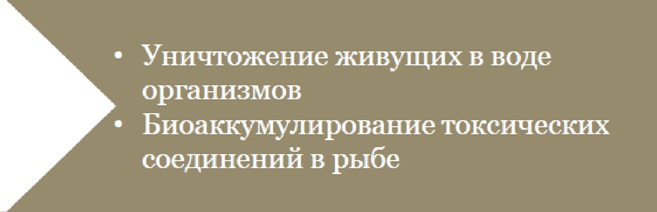 • Уничтожение живущих в воде
организмов
• Биоаккумулирование токсических
соединений в рыбе